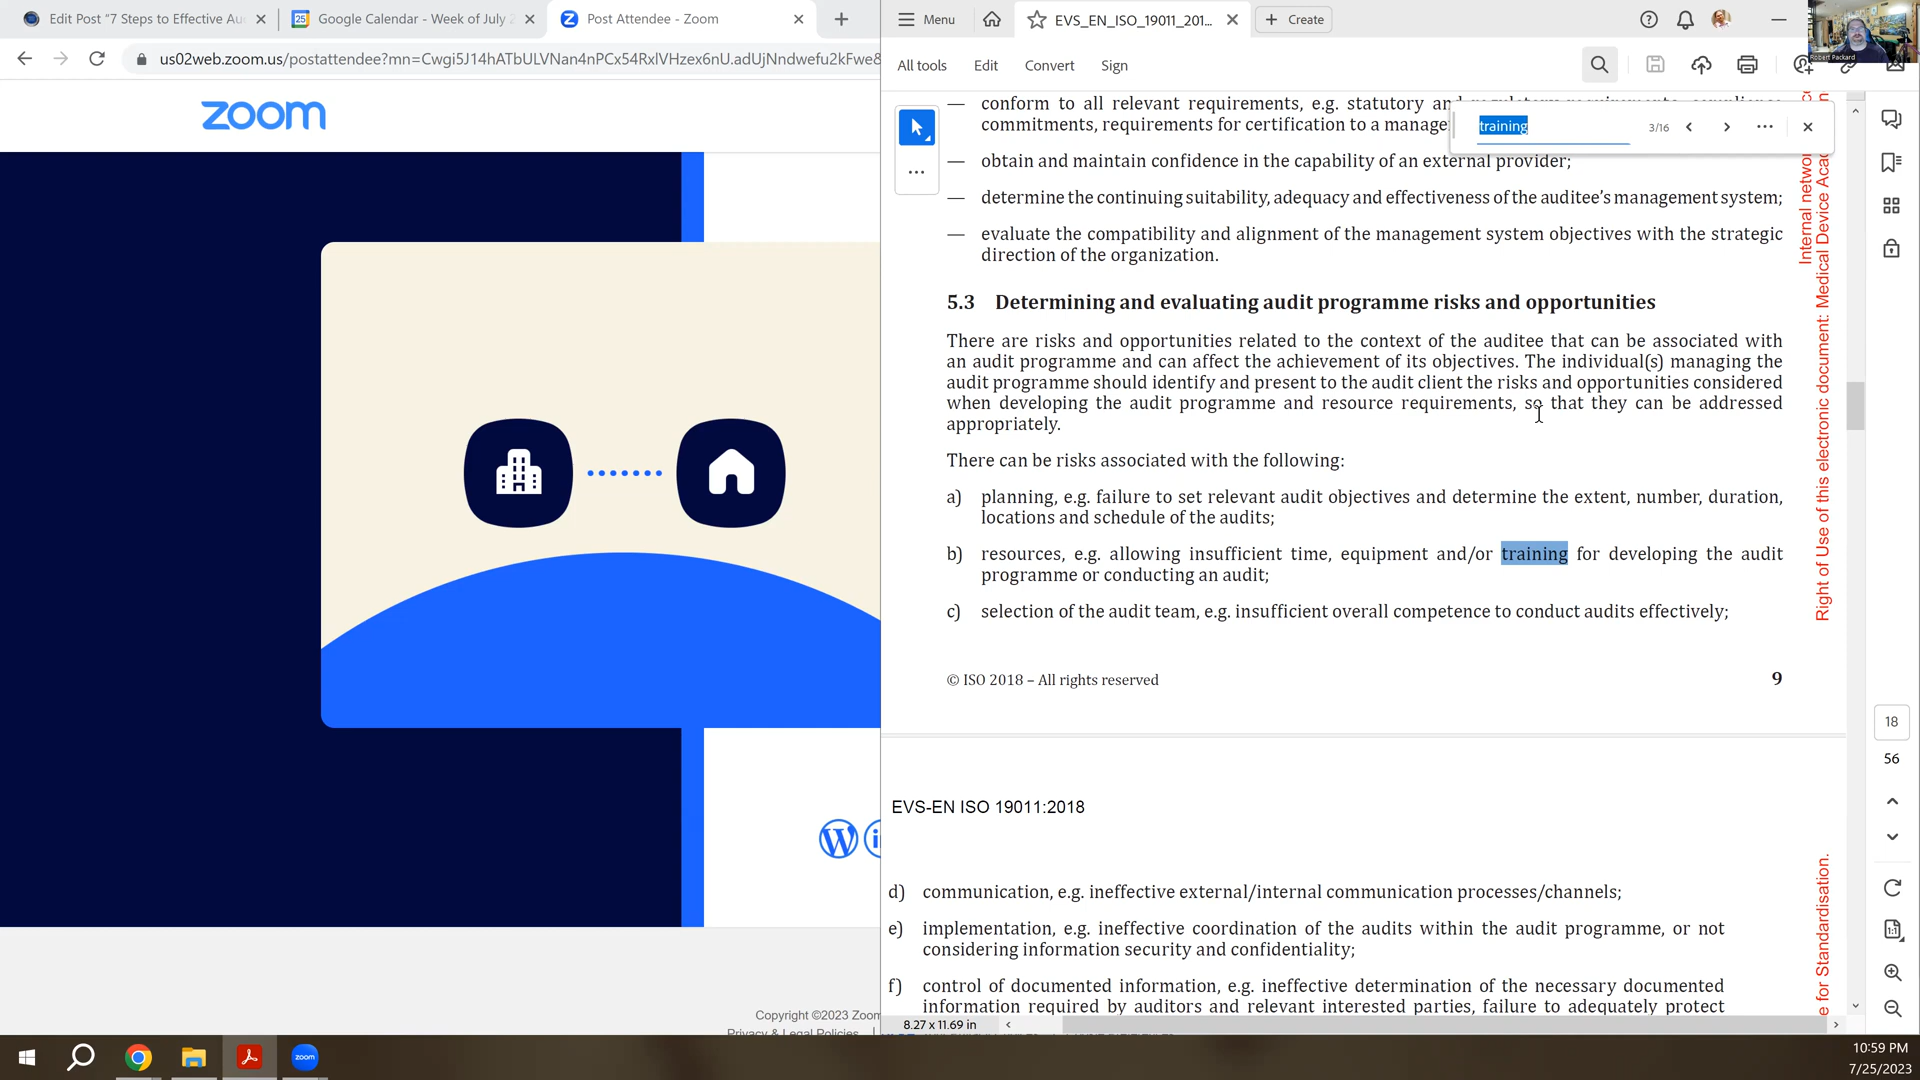 Edit Post "7 Steps to Effective Au
Google Calendar - Week of July 2
Post Attendee - Zoom
us02web.zoom.us/postattendee?mn=Cwgi5J14hATbULVNan4nPCx54RxlVHzex6nU.adUjNndwefu2kFwe8
zoom
Copyright ©2023 Zoom
Privacy & Legal Policies
Menu
EVS_EN_ISO_19011_201...
Create
Robert Packard
All tools
Edit
Convert
Sign
training
3/16
— conform to all relevant requirements, e.g. statutory and regulatory requirements, compliance
commitments, requirements for certification to a manage
— obtain and maintain confidence in the capability of an external provider;
— determine the continuing suitability, adequacy and effectiveness of the auditee's management system;
— evaluate the compatibility and alignment of the management system objectives with the strategic
direction of the organization.
5.3 Determining and evaluating audit programme risks and opportunities
There are risks and opportunities related to the context of the auditee that can be associated with
an audit programme and can affect the achievement of its objectives. The individual(s) managing the
audit programme should identify and present to the audit client the risks and opportunities considered
when developing the audit programme and resource requirements, so that they can be addressed
appropriately.
There can be risks associated with the following:
a) planning, e.g. failure to set relevant audit objectives and determine the extent, number, duration,
locations and schedule of the audits;
b) resources, e.g. allowing insufficient time, equipment and/or training for developing the audit
programme or conducting an audit;
c) selection of the audit team, e.g. insufficient overall competence to conduct audits effectively;
© ISO 2018 – All rights reserved
9
EVS-EN ISO 19011:2018
d) communication, e.g. ineffective external/internal communication processes/channels;
e) implementation, e.g. ineffective coordination of the audits within the audit programme, or not
considering information security and confidentiality;
f) control of documented information, e.g. ineffective determination of the necessary documented
information required by auditors and relevant interested parties, failure to adequately protect
Internal network
Right of Use of this electronic document: Medical Device Acad
e for Standardisation.
18
56
8.27 x 11.69 in
zoom
10:59 PM
7/25/2023